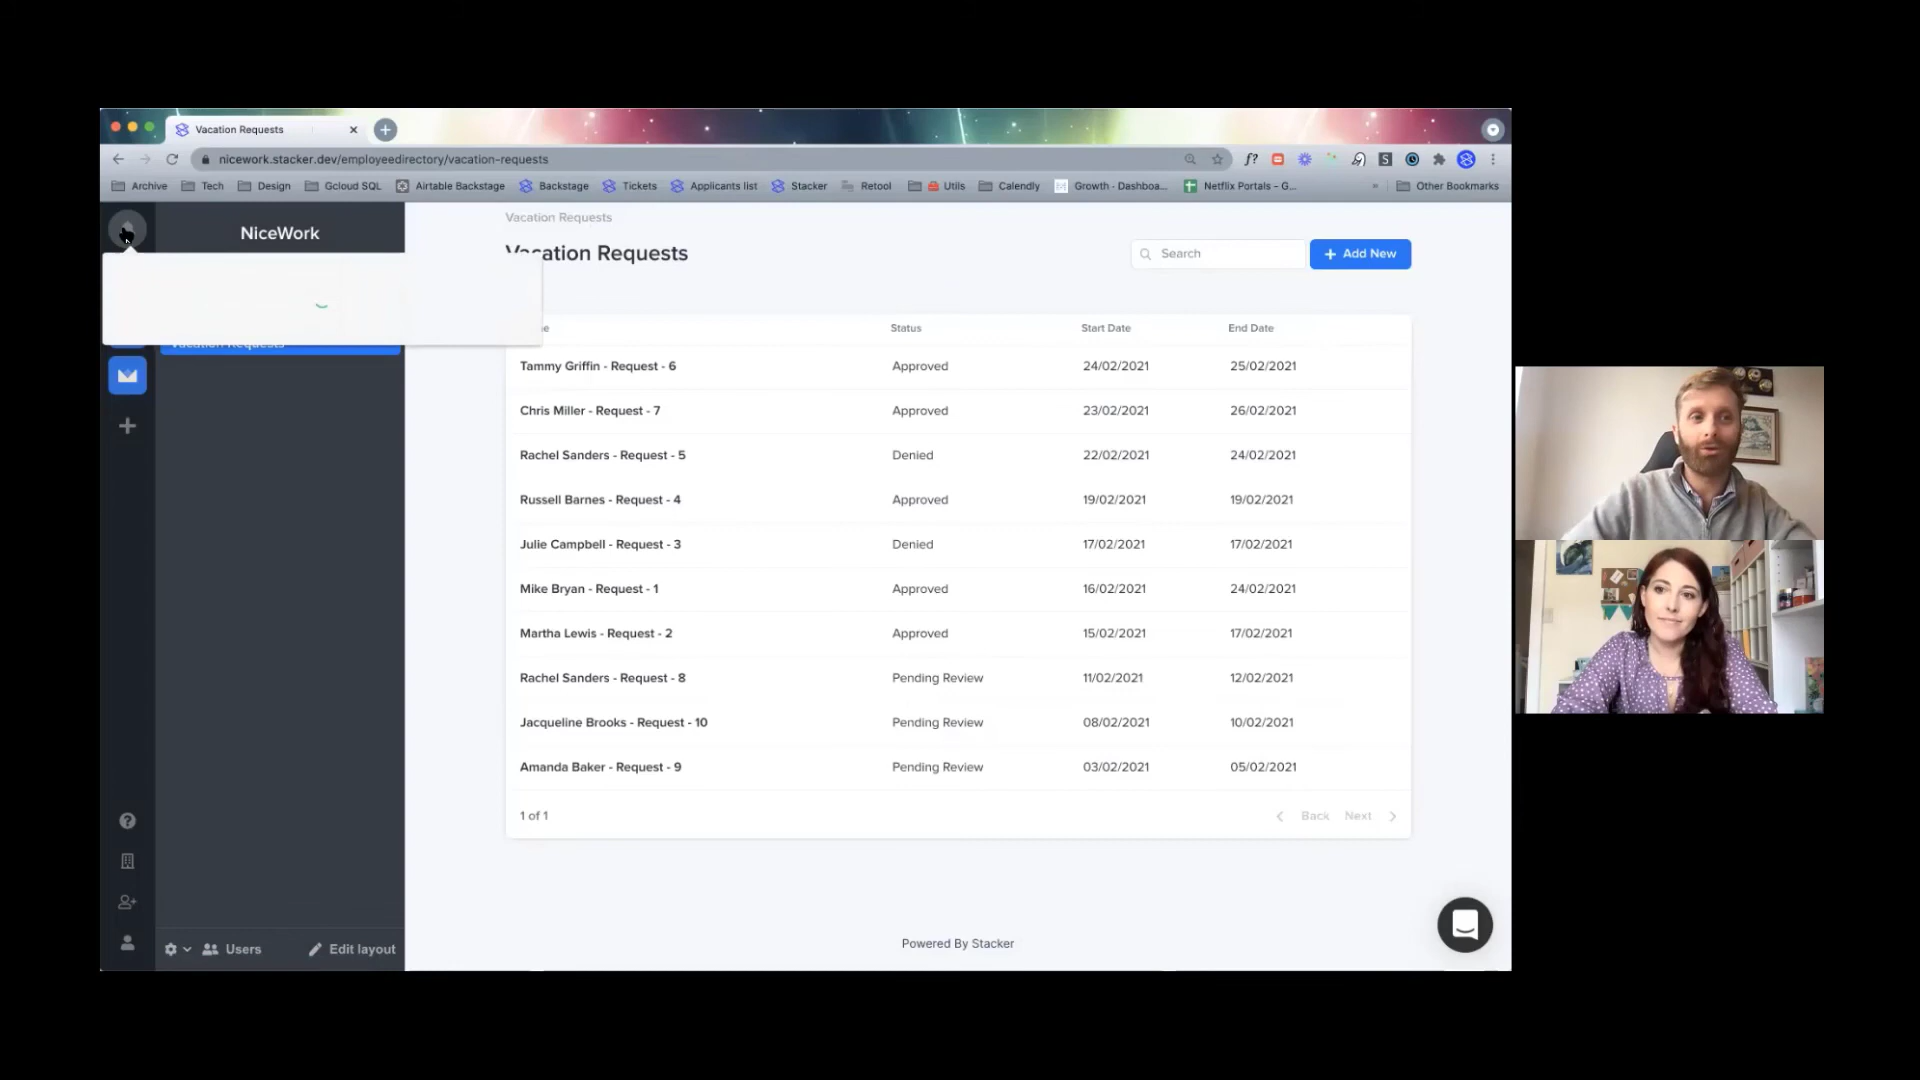 Vacation Requests
nicework.stacker.dev/employeedirectory/vacation-requests
f?
S
Archive Tech Design Gcloud SQL Airtable Backstage Backstage Tickets Applicants list Stacker Retool Utils Calendly Growth - Dashboa... Netflix Portals – G... » Other Bookmarks
NiceWork
Vacation Requests
Vacation Requests
Search
+ Add New
Status Start Date End Date
Vacation Requests
Tammy Griffin - Request - 6 Approved 24/02/2021 25/02/2021
Chris Miller - Request - 7 Approved 23/02/2021 26/02/2021
Rachel Sanders - Request - 5 Denied 22/02/2021 24/02/2021
Russell Barnes - Request - 4 Approved 19/02/2021 19/02/2021
Julie Campbell - Request - 3 Denied 17/02/2021 17/02/2021
Mike Bryan - Request - 1 Approved 16/02/2021 24/02/2021
Martha Lewis - Request - 2 Approved 15/02/2021 17/02/2021
Rachel Sanders - Request - 8 Pending Review 11/02/2021 12/02/2021
Jacqueline Brooks - Request - 10 Pending Review 08/02/2021 10/02/2021
Amanda Baker - Request - 9 Pending Review 03/02/2021 05/02/2021
1 of 1 Back Next
Users Edit layout
Powered By Stacker